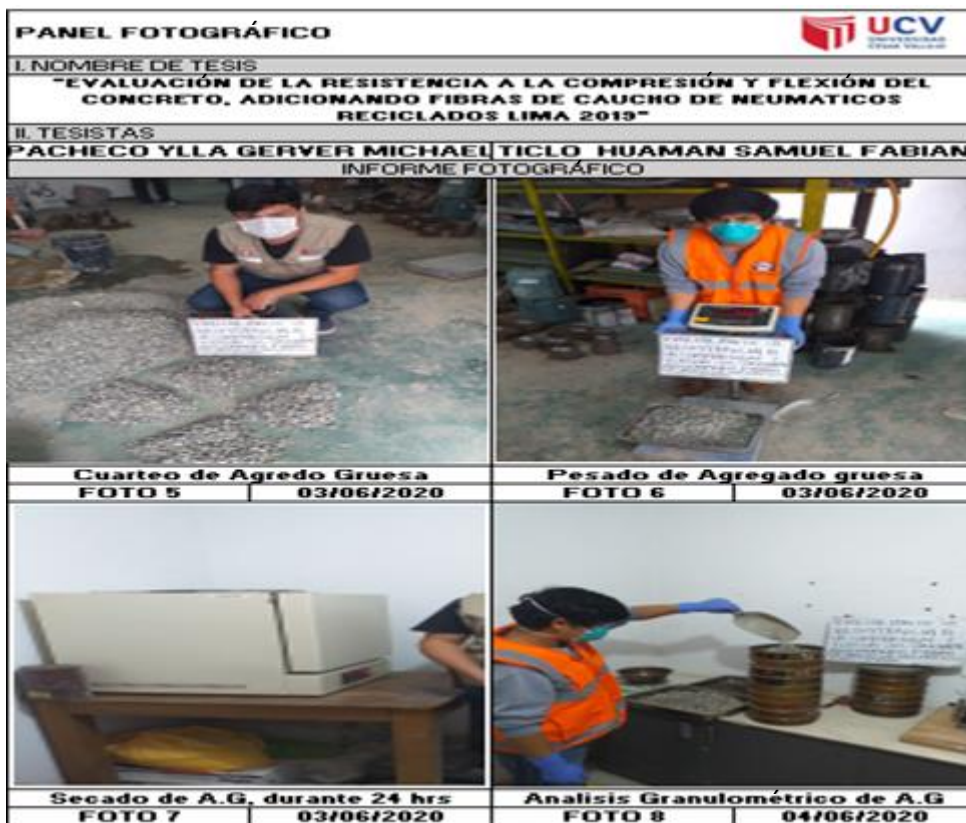 PANEL FOTOGRÁFICO
UCV
UNIVERSIDAD
CÉSAR VALLEJO
I. NOMBRE DE TESIS
"EVALUACIÓN DE LA RESISTENCIA A LA COMPRESIÓN Y FLEXIÓN DEL
CONCRETO, ADICIONANDO FIBRAS DE CAUCHO DE NEUMATICOS
RECICLADOS LIMA 2019"
II. TESISTAS
PACHECO YLLA GERVER MICHAEL TICLO HUAMAN SAMUEL FABIAN
INFORME FOTOGRÁFICO
Cuarteo de Agredo Gruesa
FOTO 5 03/06/2020
Pesado de Agregado gruesa
FOTO 6 03/06/2020
Secado de A.G, durante 24 hrs
FOTO 7 03/06/2020
Analisis Granulométrico de A.G
FOTO 8 04/06/2020